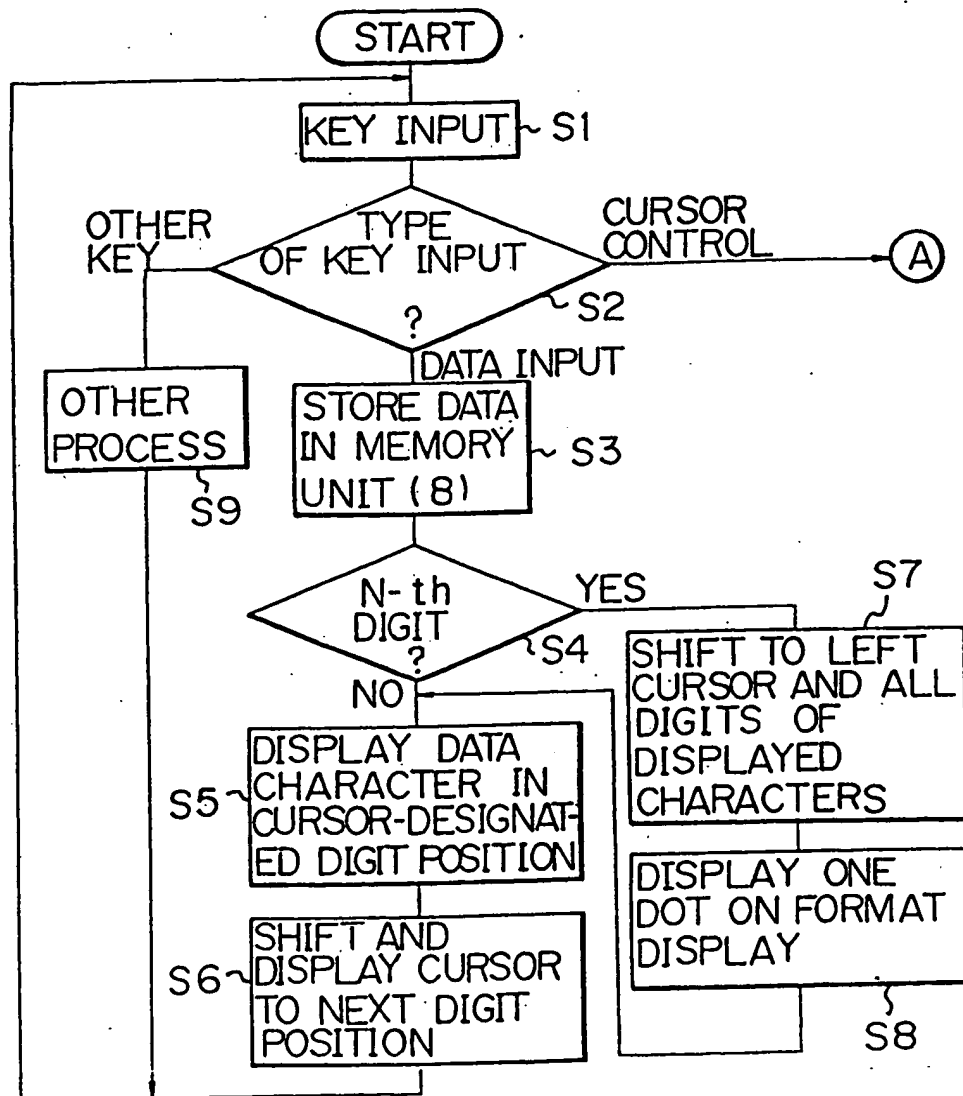 START
KEY INPUT
S1
TYPE
OF KEY INPUT
?
S2
OTHER
KEY
CURSOR
CONTROL
A
DATA INPUT
OTHER
PROCESS
S9
STORE DATA
IN MEMORY
UNIT (8)
S3
N-th
DIGIT
?
S4
YES
NO
S7
SHIFT TO LEFT
CURSOR AND ALL
DIGITS OF
DISPLAYED
CHARACTERS
DISPLAY DATA
CHARACTER IN
CURSOR-DESIGNAT-
ED DIGIT POSITION
S5
DISPLAY ONE
DOT ON FORMAT
DISPLAY
S8
SHIFT AND
DISPLAY CURSOR
TO NEXT DIGIT
POSITION
S6